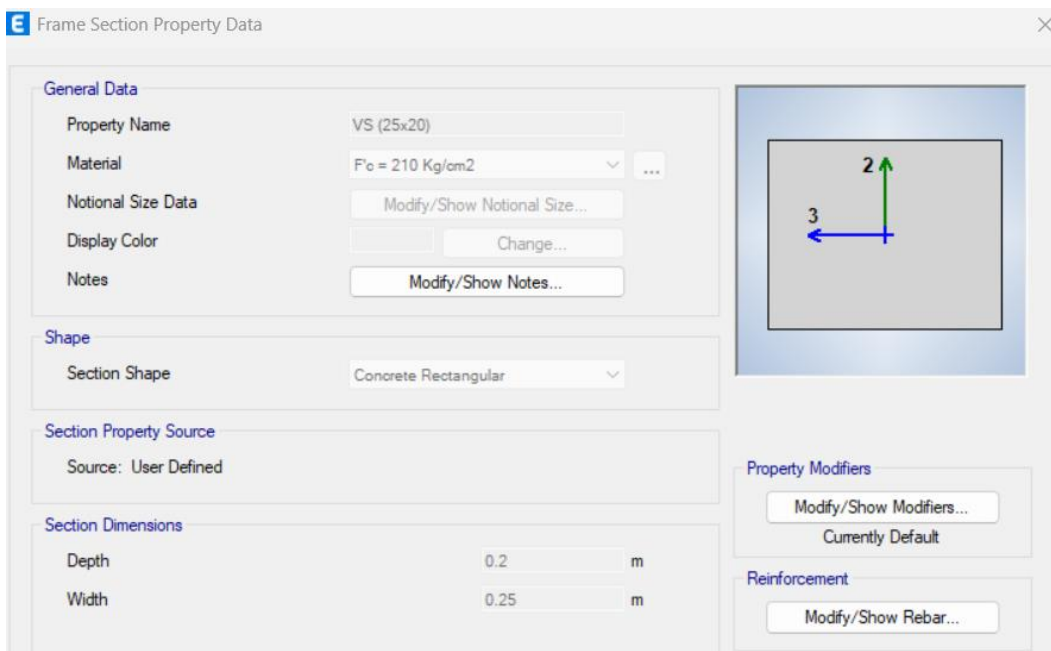 E Frame Section Property Data
General Data
Property Name VS (25x20)
Material F'c = 210 Kg/cm2 ...
Notional Size Data Modify/Show Notional Size...
Display Color Change...
Notes Modify/Show Notes...
Shape
Section Shape Concrete Rectangular
Section Property Source
Source: User Defined
Section Dimensions
Depth 0.2 m
Width 0.25 m
2
3
Property Modifiers
Modify/Show Modifiers...
Currently Default
Reinforcement
Modify/Show Rebar...